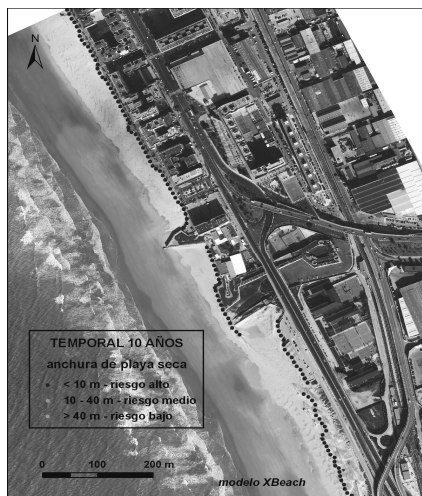 N
TEMPORAL 10 AÑOS
anchura de playa seca
< 10 m - riesgo alto
10 - 40 m - riesgo medio
> 40 m - riesgo bajo
0 100 200 m
modelo XBeach